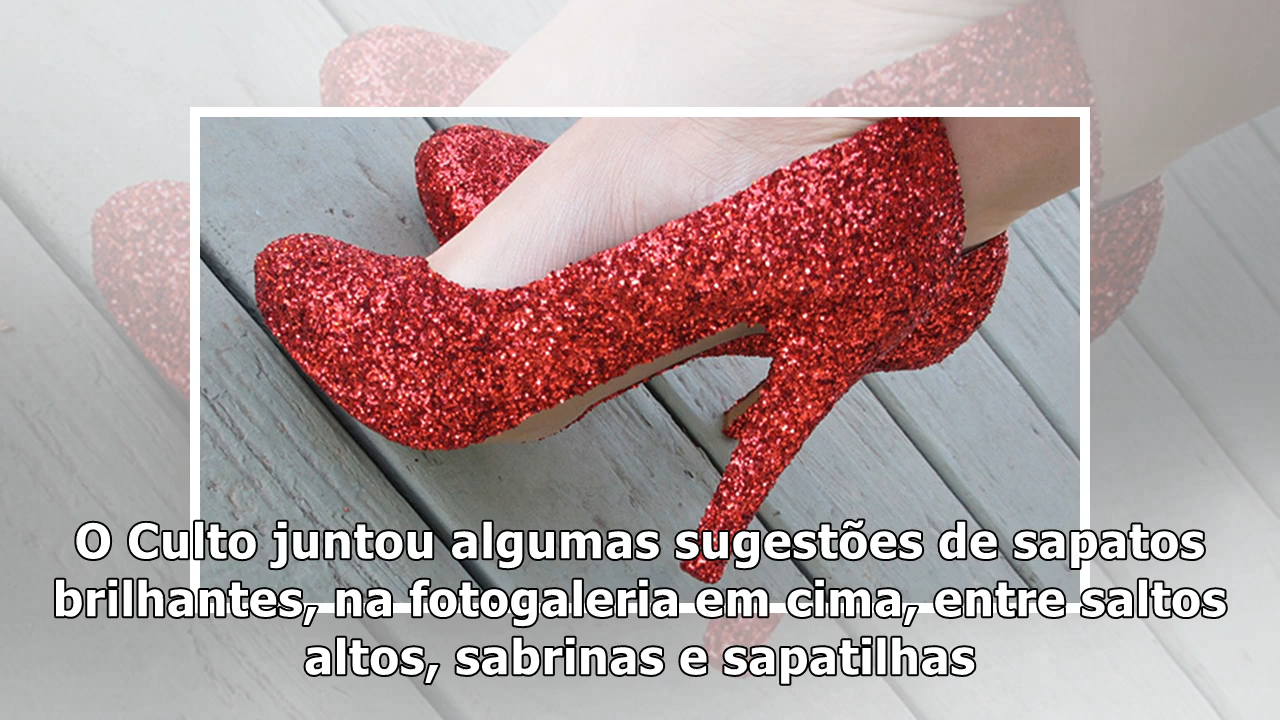 O Culto juntou algumas sugestões de sapatos
brilhantes, na fotogaleria em cima, entre saltos
altos, sabrinas e sapatilhas